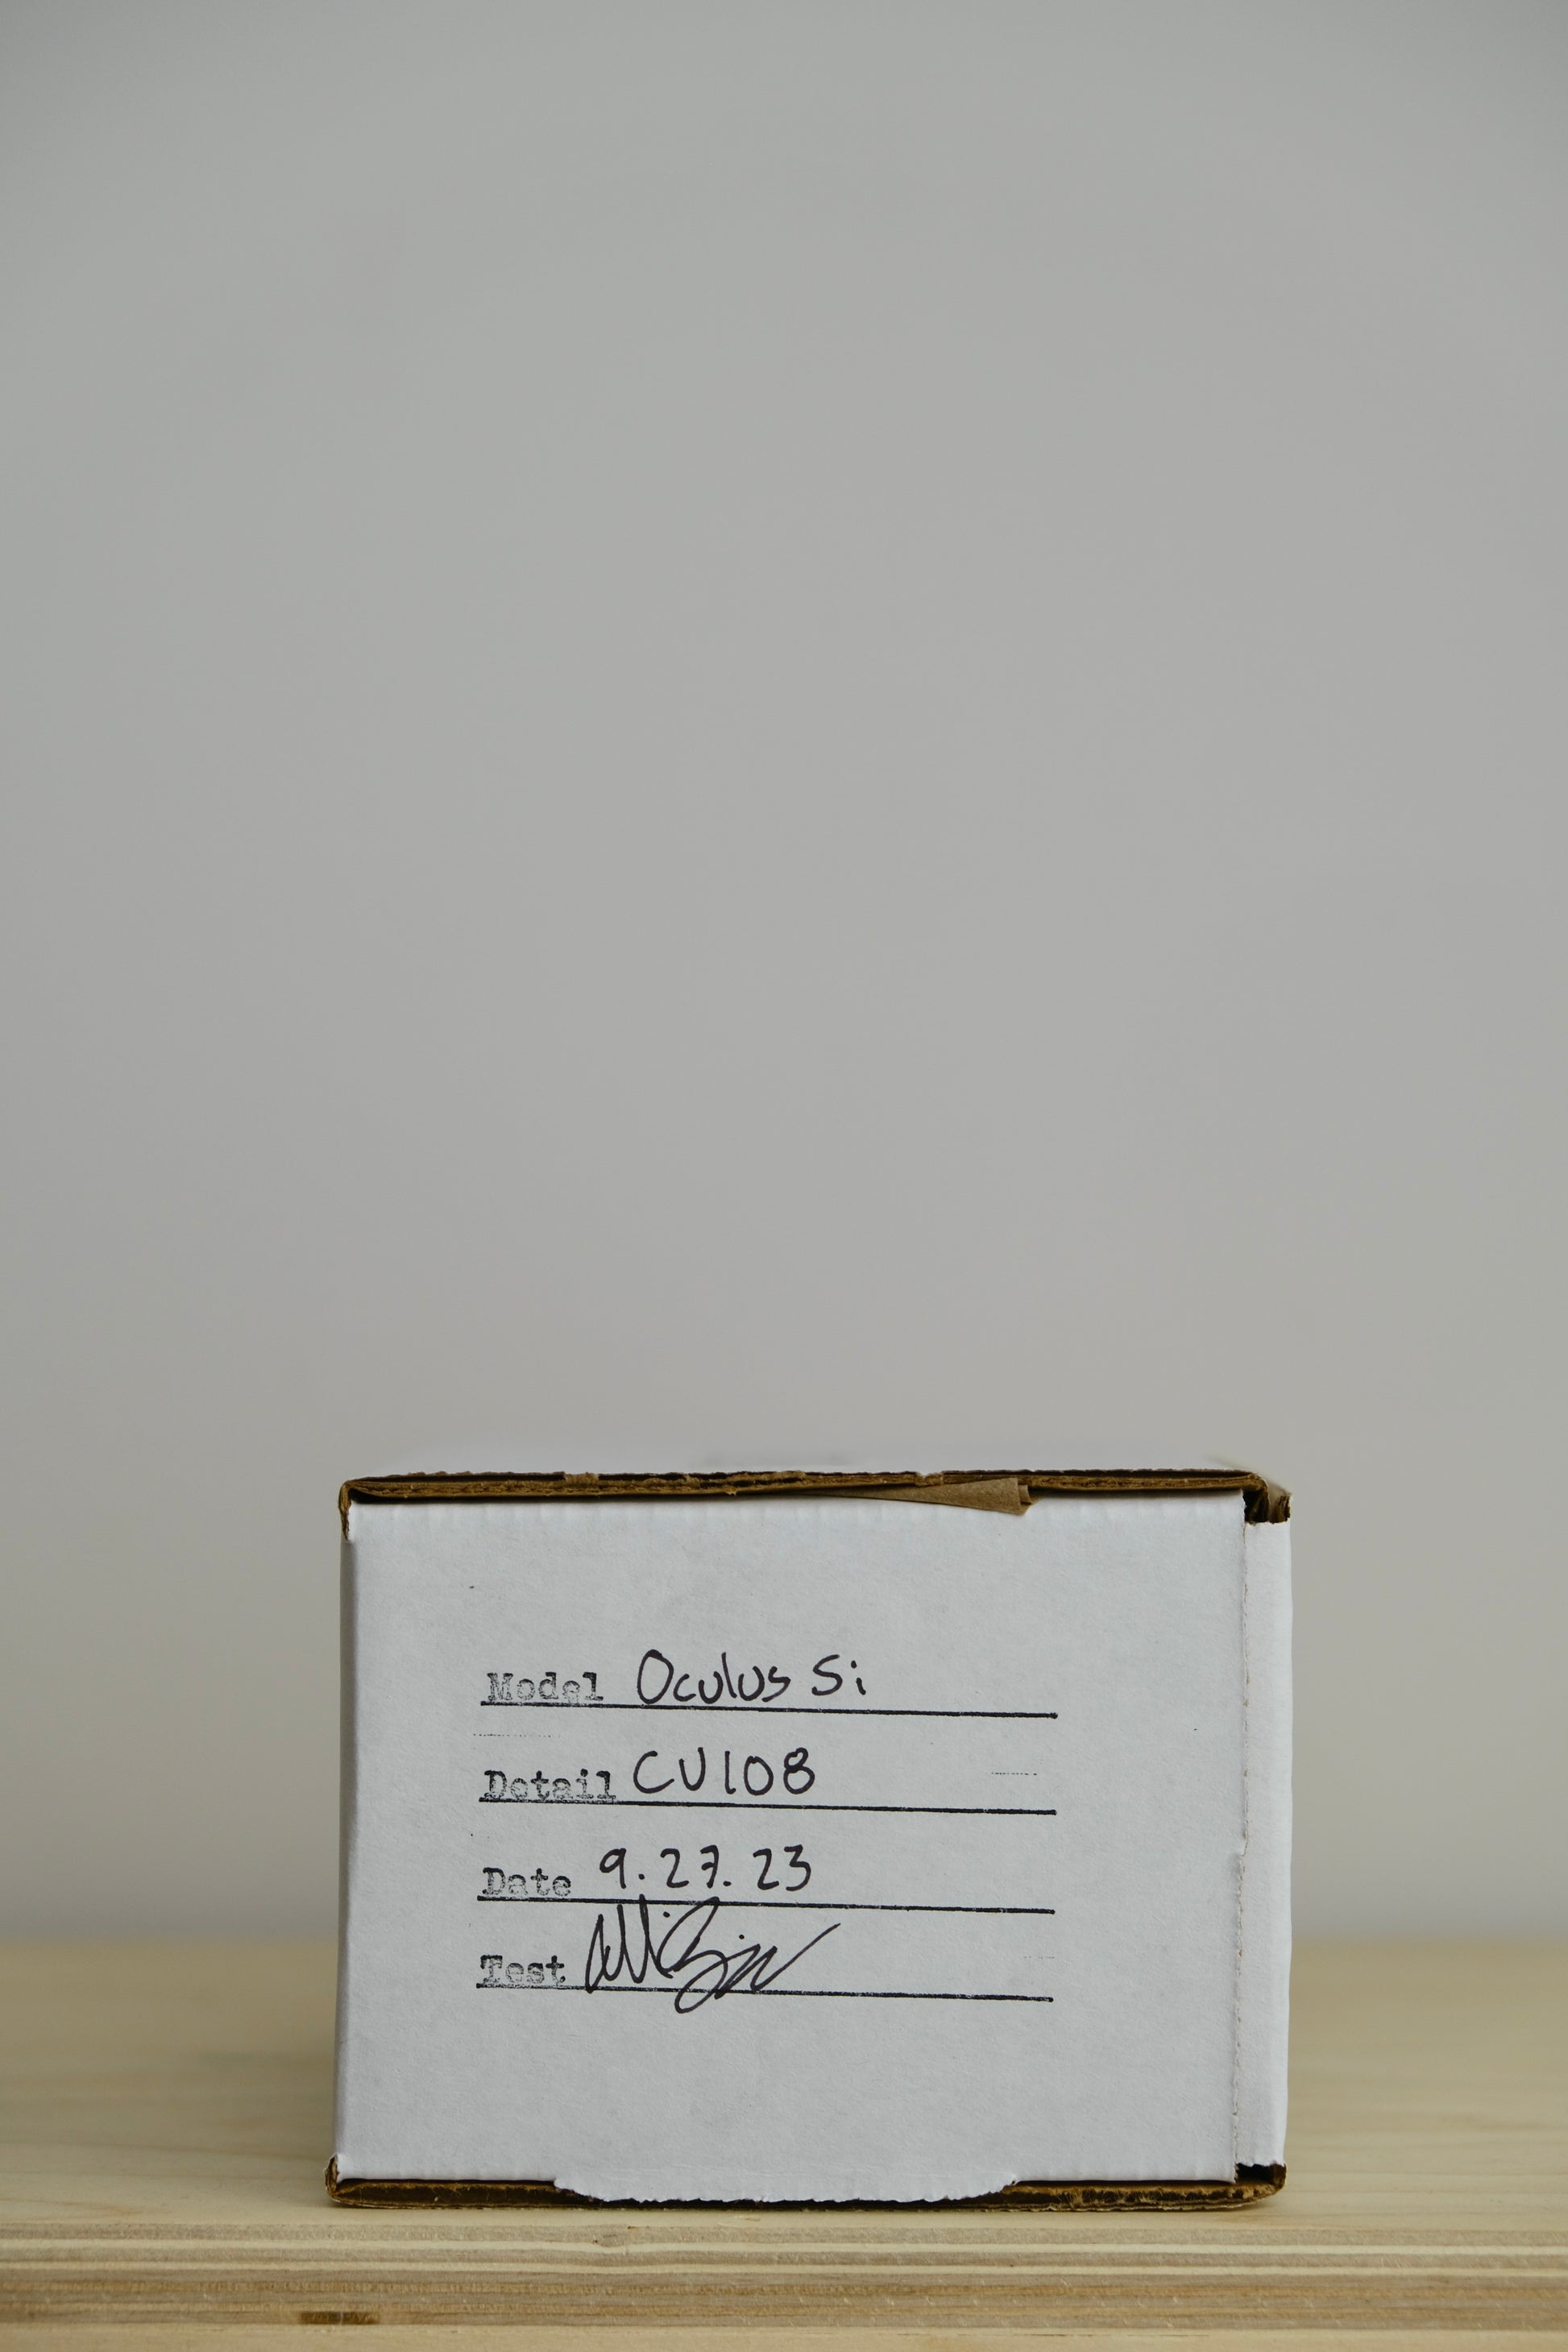 Model Oculus Si
Detail CU108
Date 9.27.23
Test